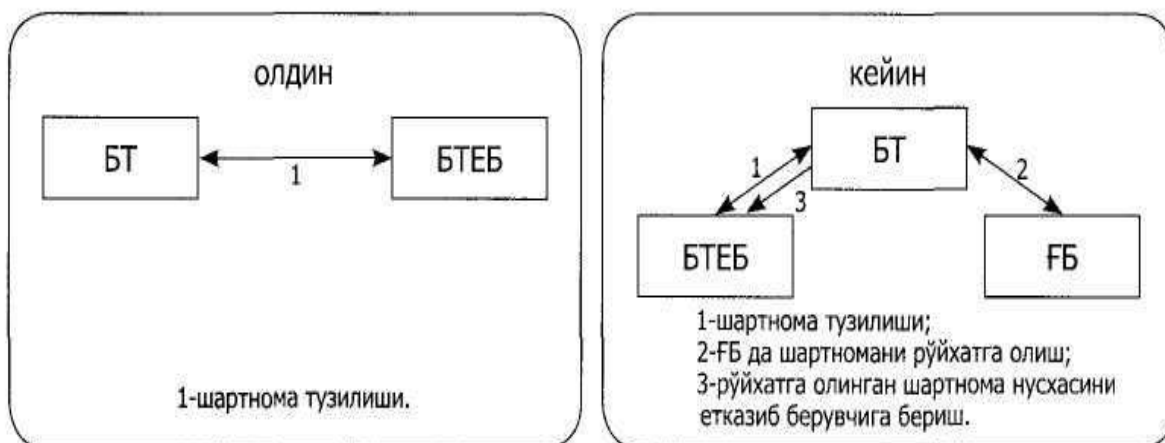 олдин
БТ
1
БТЕБ
1-шартнома тузилиши.
кейин
БТ
1
2
3
БТЕБ
ҒБ
1-шартнома тузилиши;
2-ҒБ да шартномани рўйхатга олиш;
3-рўйхатга олинган шартнома нусхасини
етказиб берувчига бериш.